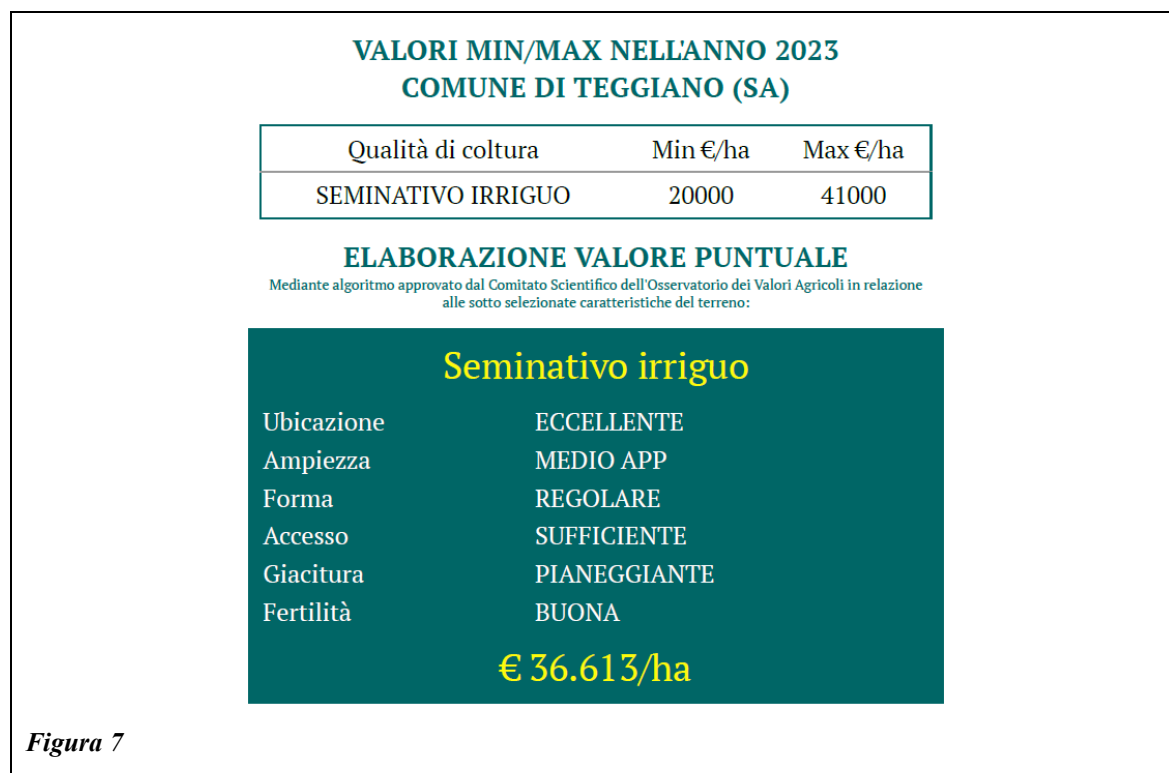 VALORI MIN/MAX NELL'ANNO 2023
COMUNE DI TEGGIANO (SA)
Qualità di coltura Min €/ha Max €/ha
SEMINATIVO IRRIGUO 20000 41000
ELABORAZIONE VALORE PUNTUALE
Mediante algoritmo approvato dal Comitato Scientifico dell'Osservatorio dei Valori Agricoli in relazione
alle sotto selezionate caratteristiche del terreno:
Seminativo irriguo
Ubicazione ECCELLENTE
Ampiezza MEDIO APP
Forma REGOLARE
Accesso SUFFICIENTE
Giacitura PIANEGGIANTE
Fertilità BUONA
€ 36.613/ha
Figura 7